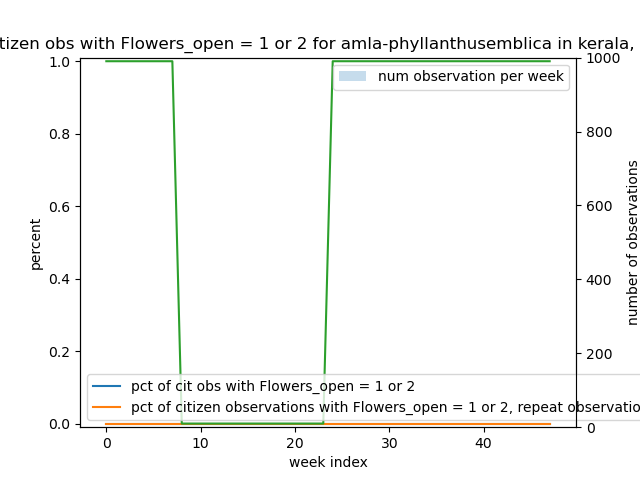 tizen obs with Flowers_open = 1 or 2 for amla-phyllanthusemblica in kerala,
1.0
0.8
0.6
0.4
0.2
0.0
percent
1000
800
600
400
200
0
number of observations
num observation per week
pct of cit obs with Flowers_open = 1 or 2
pct of citizen observations with Flowers_open = 1 or 2, repeat observatio
0 10 20 30 40
week index